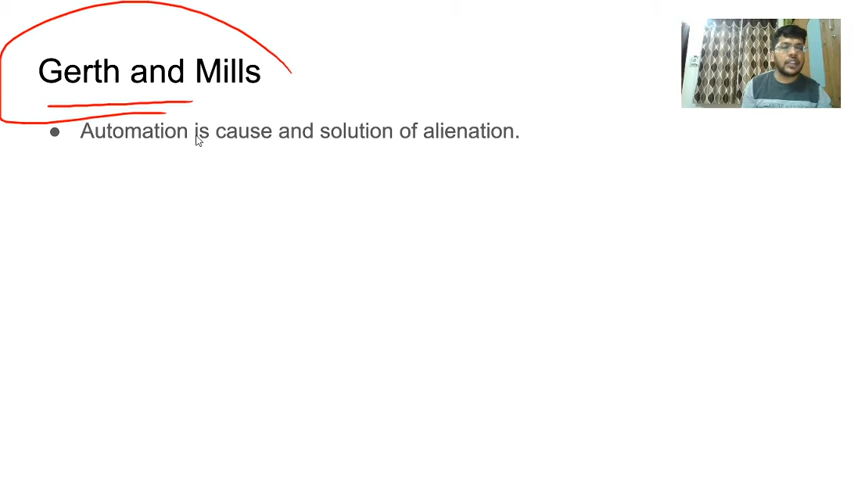 Gerth and Mills
● Automation is cause and solution of alienation.